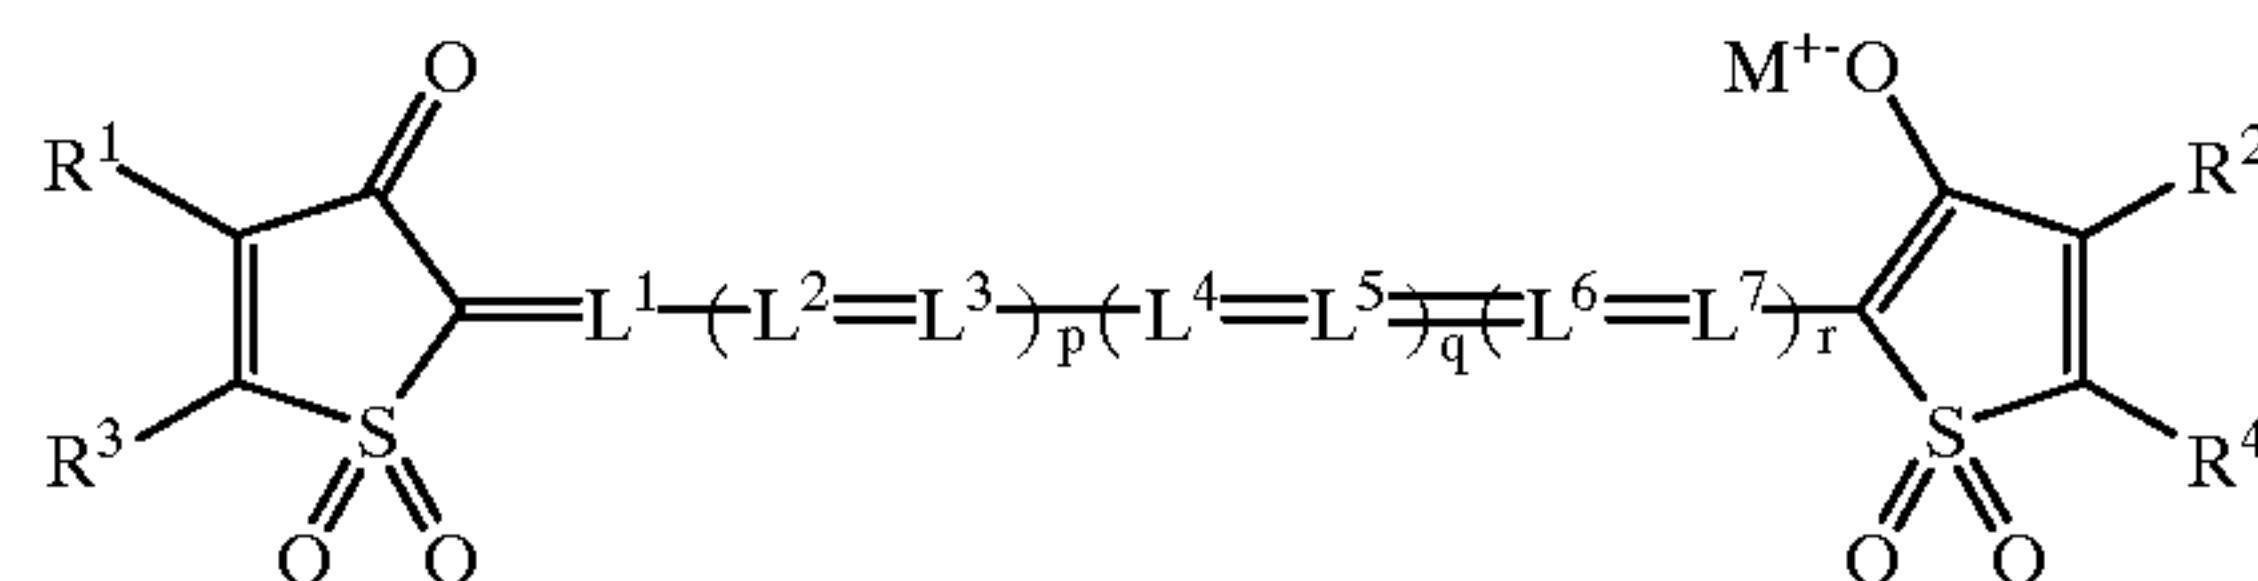 O M⁺⁻O
R¹ R²
L¹ (L² L³)p (L⁴ L⁵)q (L⁶ L⁷)r
R³ S S R⁴
O O O O